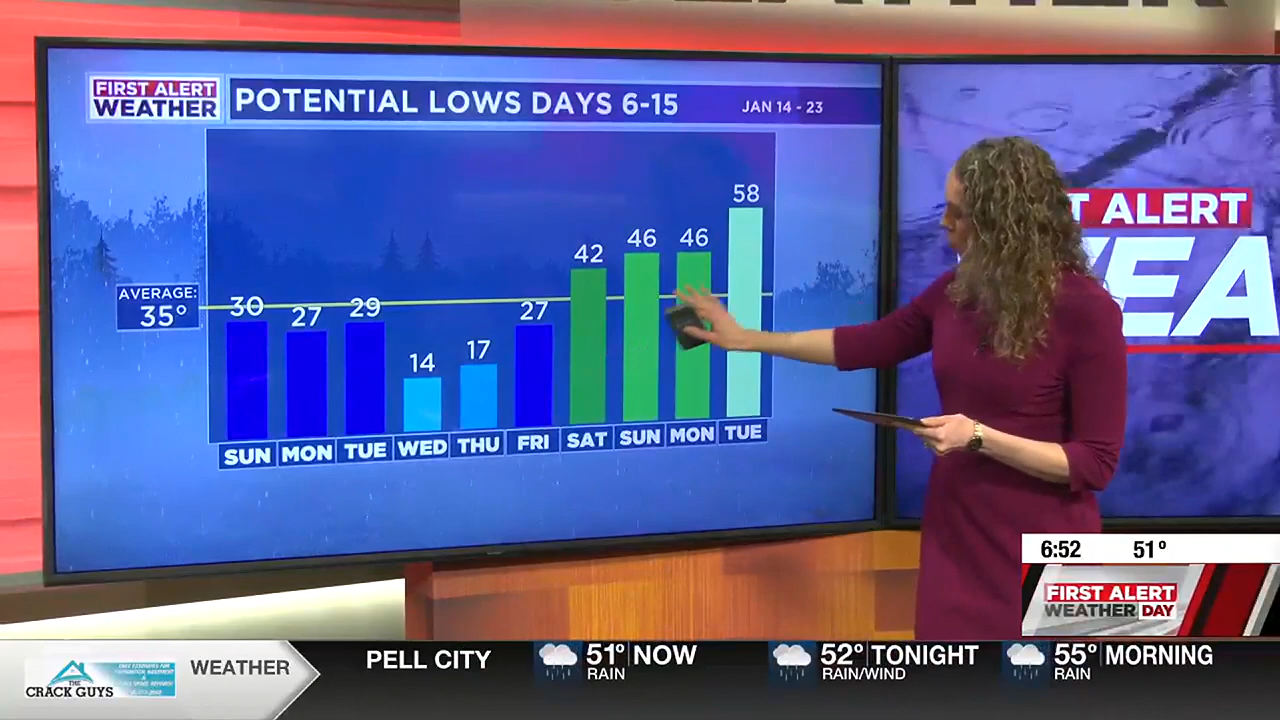 FIRST ALERT
WEATHER
POTENTIAL LOWS DAYS 6-15
JAN 14 - 23
58
42
46
46
AVERAGE:
35°
30
27
29
14
17
27
SUN
MON
TUE
WED
THU
FRI
SAT
SUN
MON
TUE
T ALERT
WEA
6:52
51°
FIRST ALERT
WEATHER DAY
THE
CRACK GUYS
WEATHER
PELL CITY
51° NOW
RAIN
52° TONIGHT
RAIN/WIND
55° MORNING
RAIN